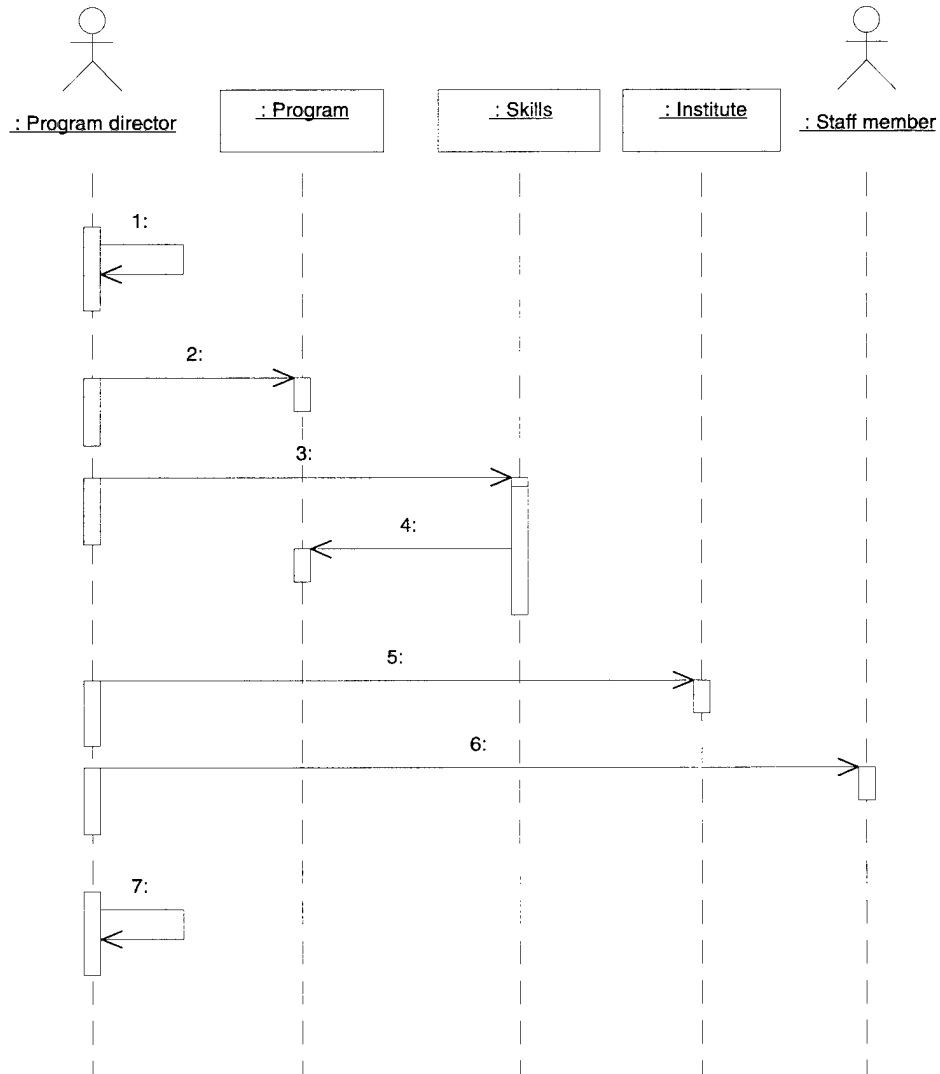 : Program director
: Program
: Skills
: Institute
: Staff member
1:
2:
3:
4:
5:
6:
7: